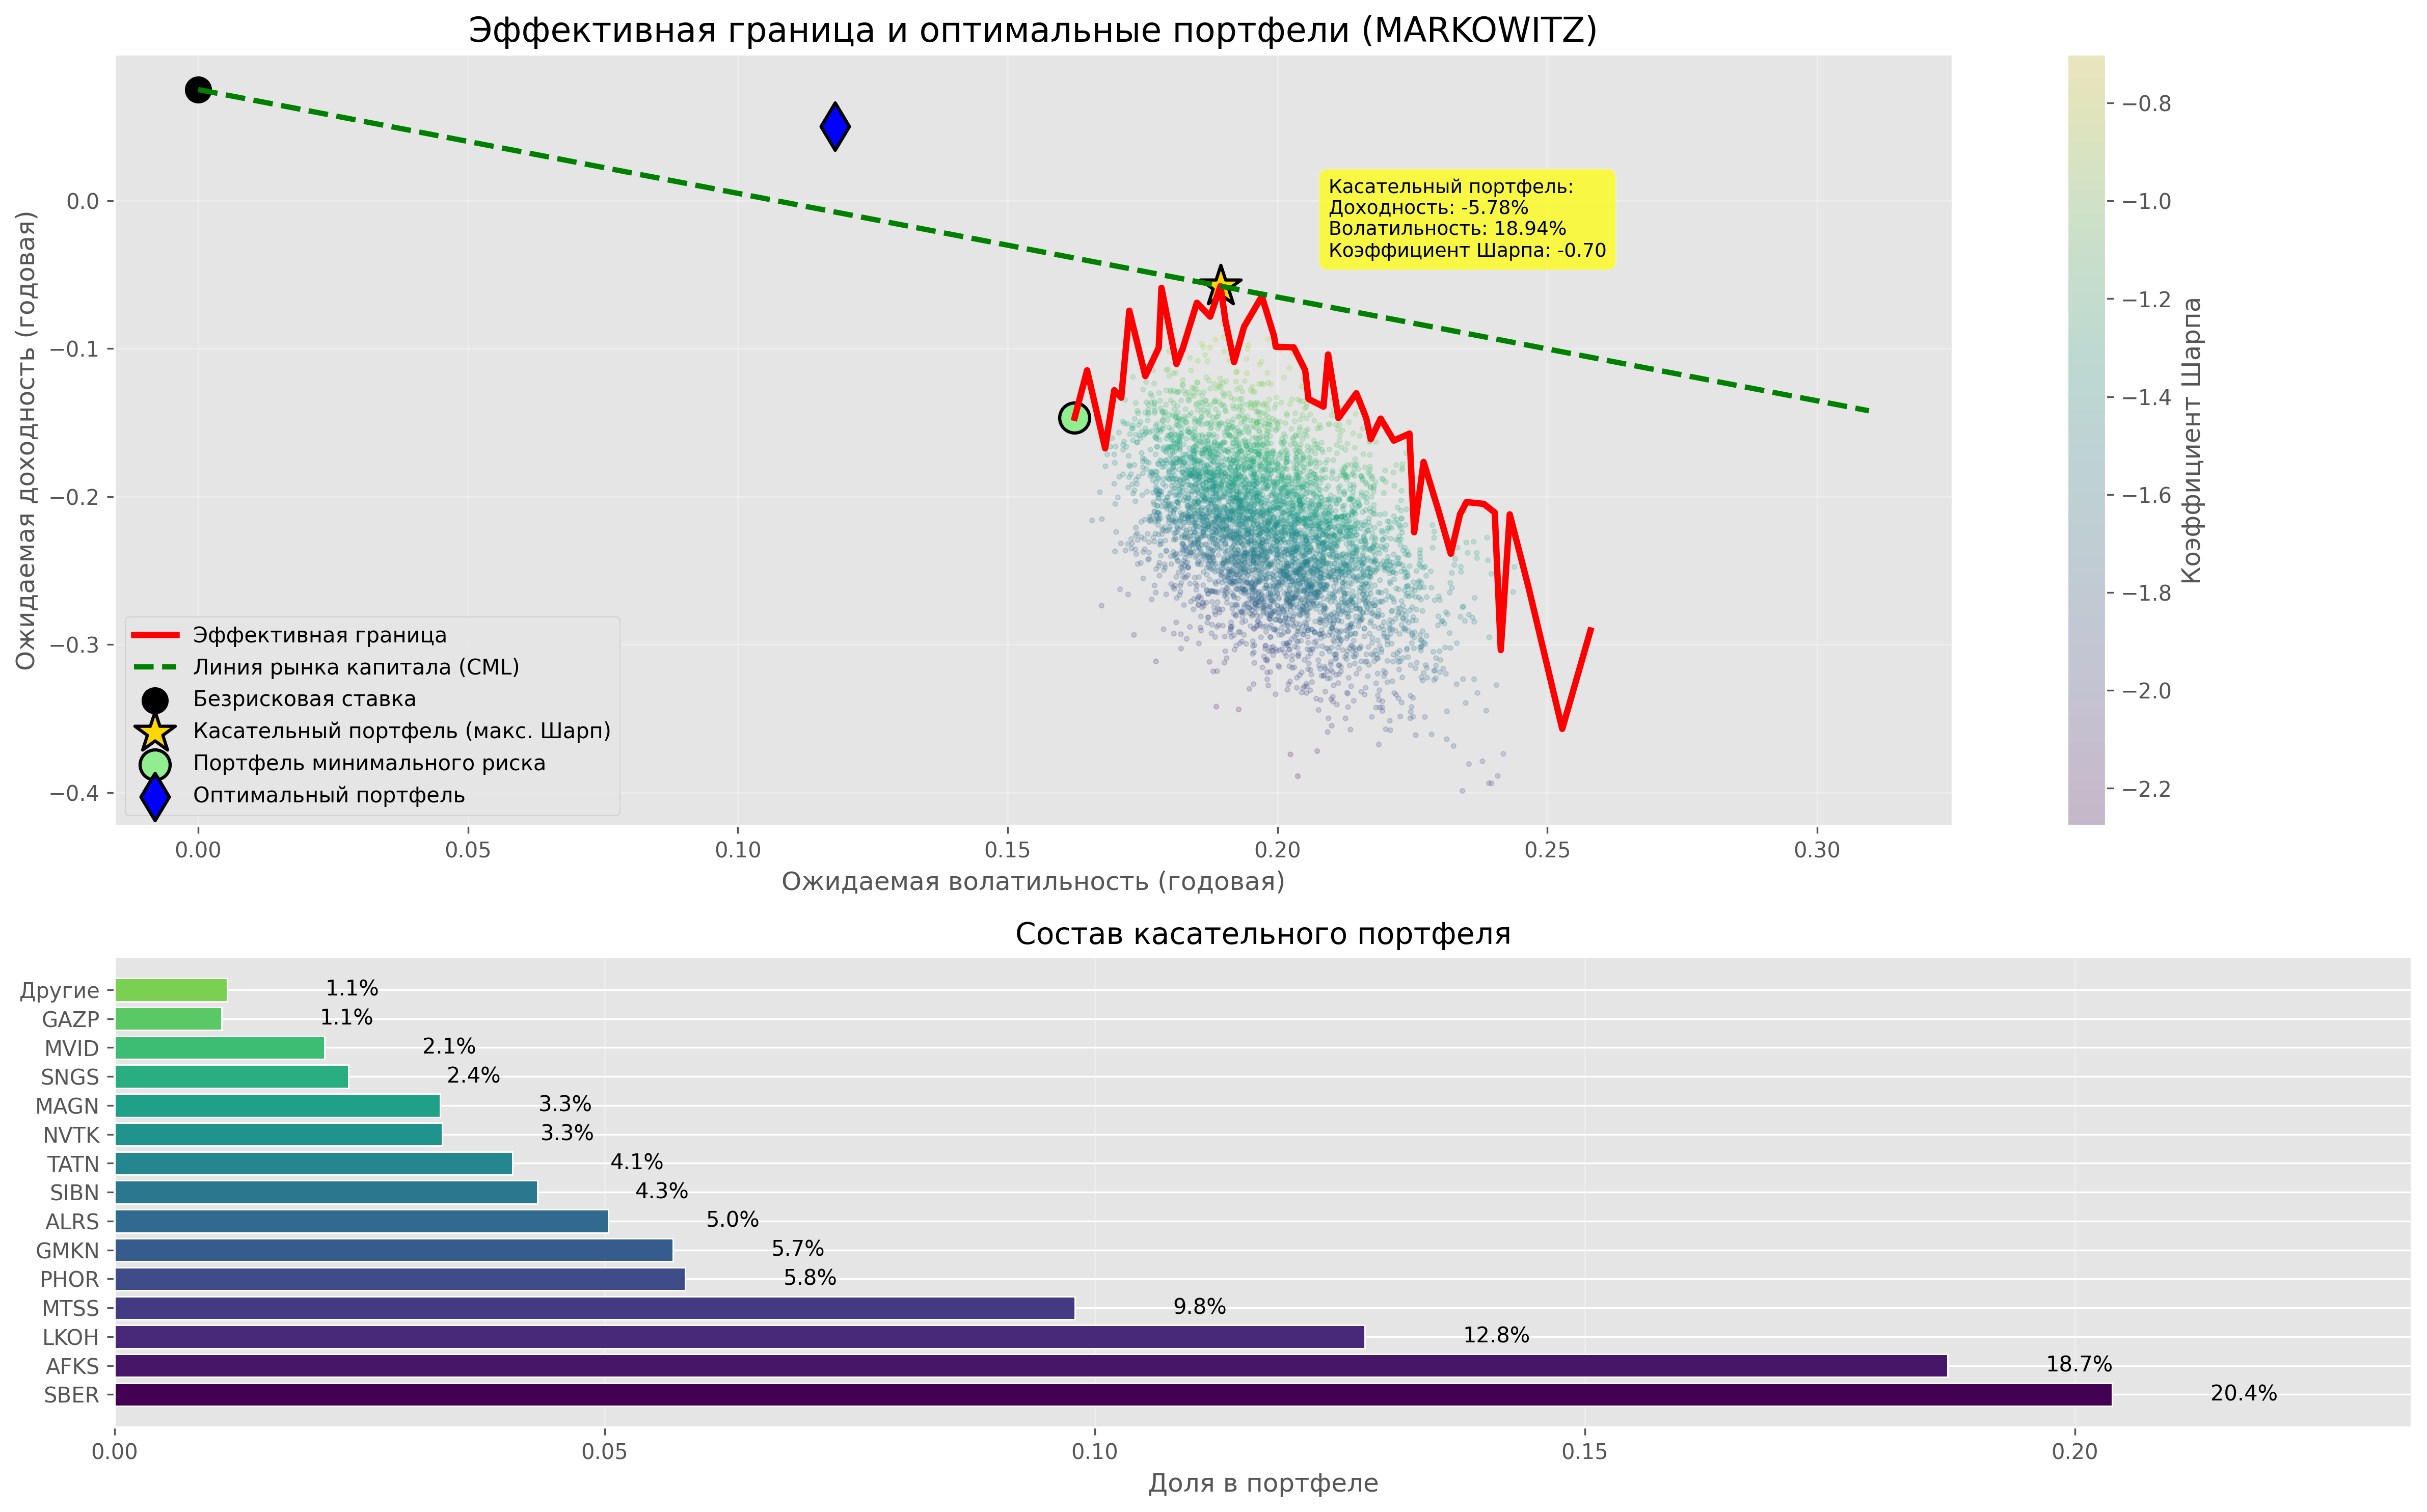 Эффективная граница и оптимальные портфели (MARKOWITZ)
Ожидаемая доходность (годовая)
0.0
−0.1
−0.2
−0.3
−0.4
Касательный портфель:
Доходность: -5.78%
Волатильность: 18.94%
Коэффициент Шарпа: -0.70
Эффективная граница
Линия рынка капитала (CML)
Безрисковая ставка
Касательный портфель (макс. Шарп)
Портфель минимального риска
Оптимальный портфель
0.00
0.05
0.10
0.15
0.20
0.25
0.30
Ожидаемая волатильность (годовая)
−0.8
−1.0
−1.2
−1.4
−1.6
−1.8
−2.0
−2.2
Коэффициент Шарпа
Состав касательного портфеля
Другие 1.1%
GAZP 1.1%
MVID 2.1%
SNGS 2.4%
MAGN 3.3%
NVTK 3.3%
TATN 4.1%
SIBN 4.3%
ALRS 5.0%
GMKN 5.7%
PHOR 5.8%
MTSS 9.8%
LKOH 12.8%
AFKS 18.7%
SBER 20.4%
0.00
0.05
0.10
0.15
0.20
Доля в портфеле